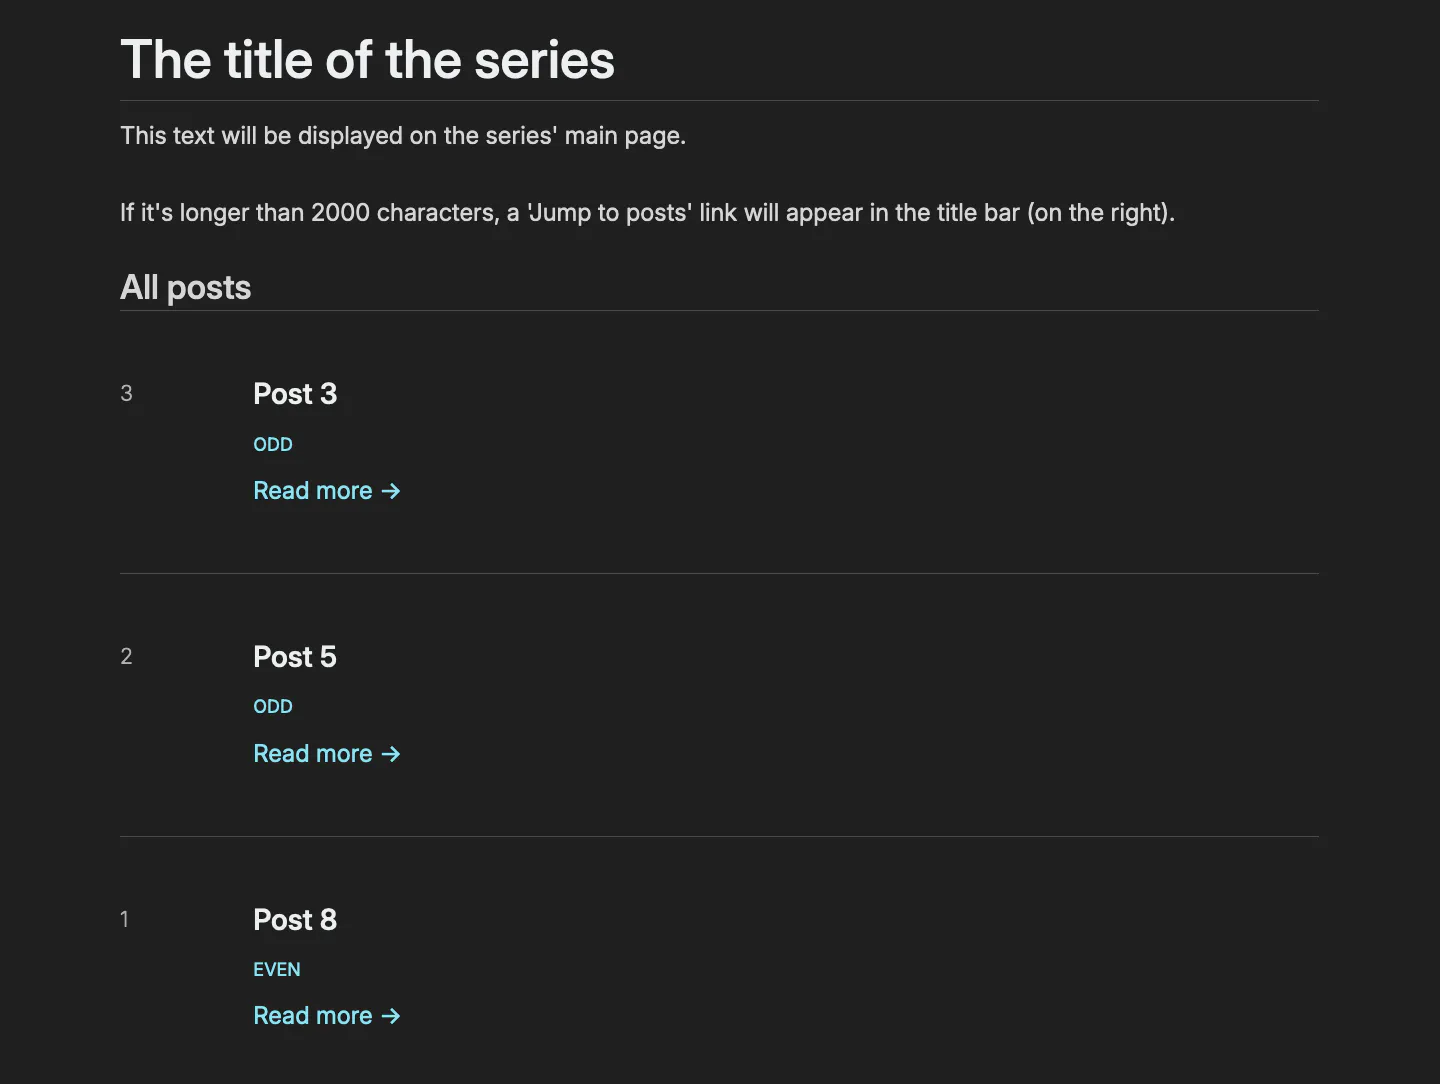 The title of the series
This text will be displayed on the series' main page.
If it's longer than 2000 characters, a 'Jump to posts' link will appear in the title bar (on the right).
All posts
3
Post 3
ODD
Read more →
2
Post 5
ODD
Read more →
1
Post 8
EVEN
Read more →